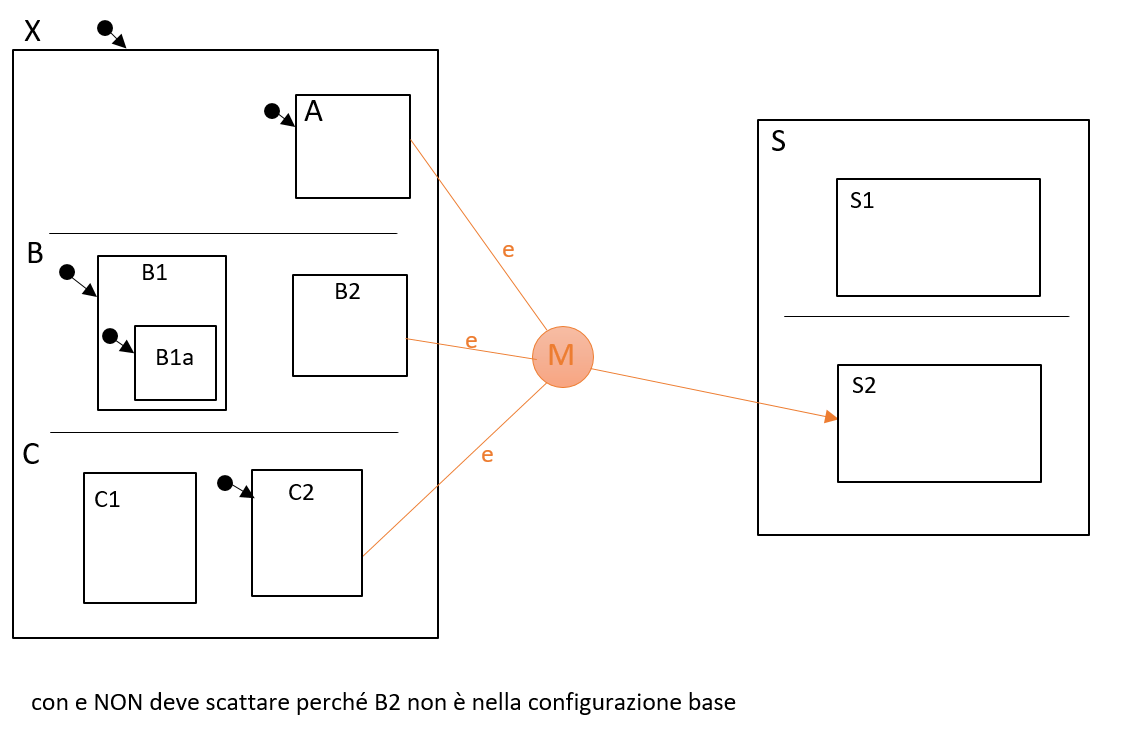 X
A
S
S1
e
B
B1
B2
e
M
B1a
S2
C
e
C1
C2
con e NON deve scattare perché B2 non è nella configurazione base